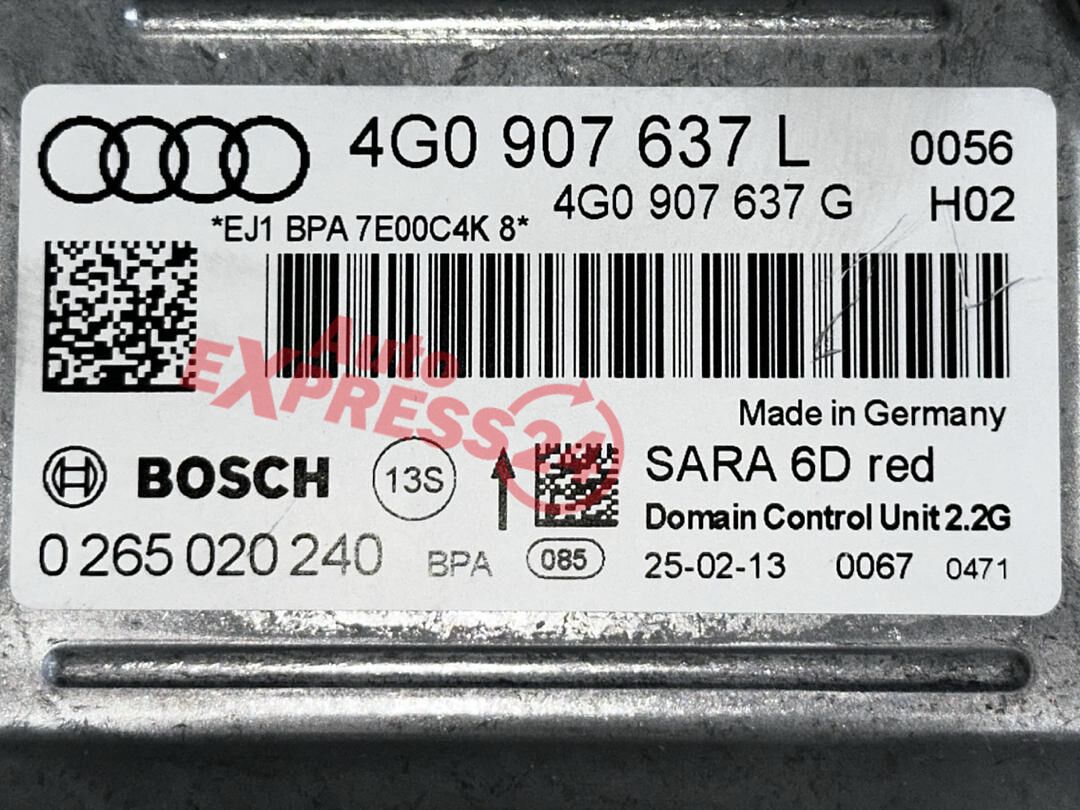 4G0 907 637 L 0056
4G0 907 637 G H02
*EJ1 BPA 7E00C4K 8*
Auto
EXPRESS24
Made in Germany
BOSCH 13S SARA 6D red
Domain Control Unit 2.2G
0 265 020 240 BPA 085 25-02-13 0067 0471